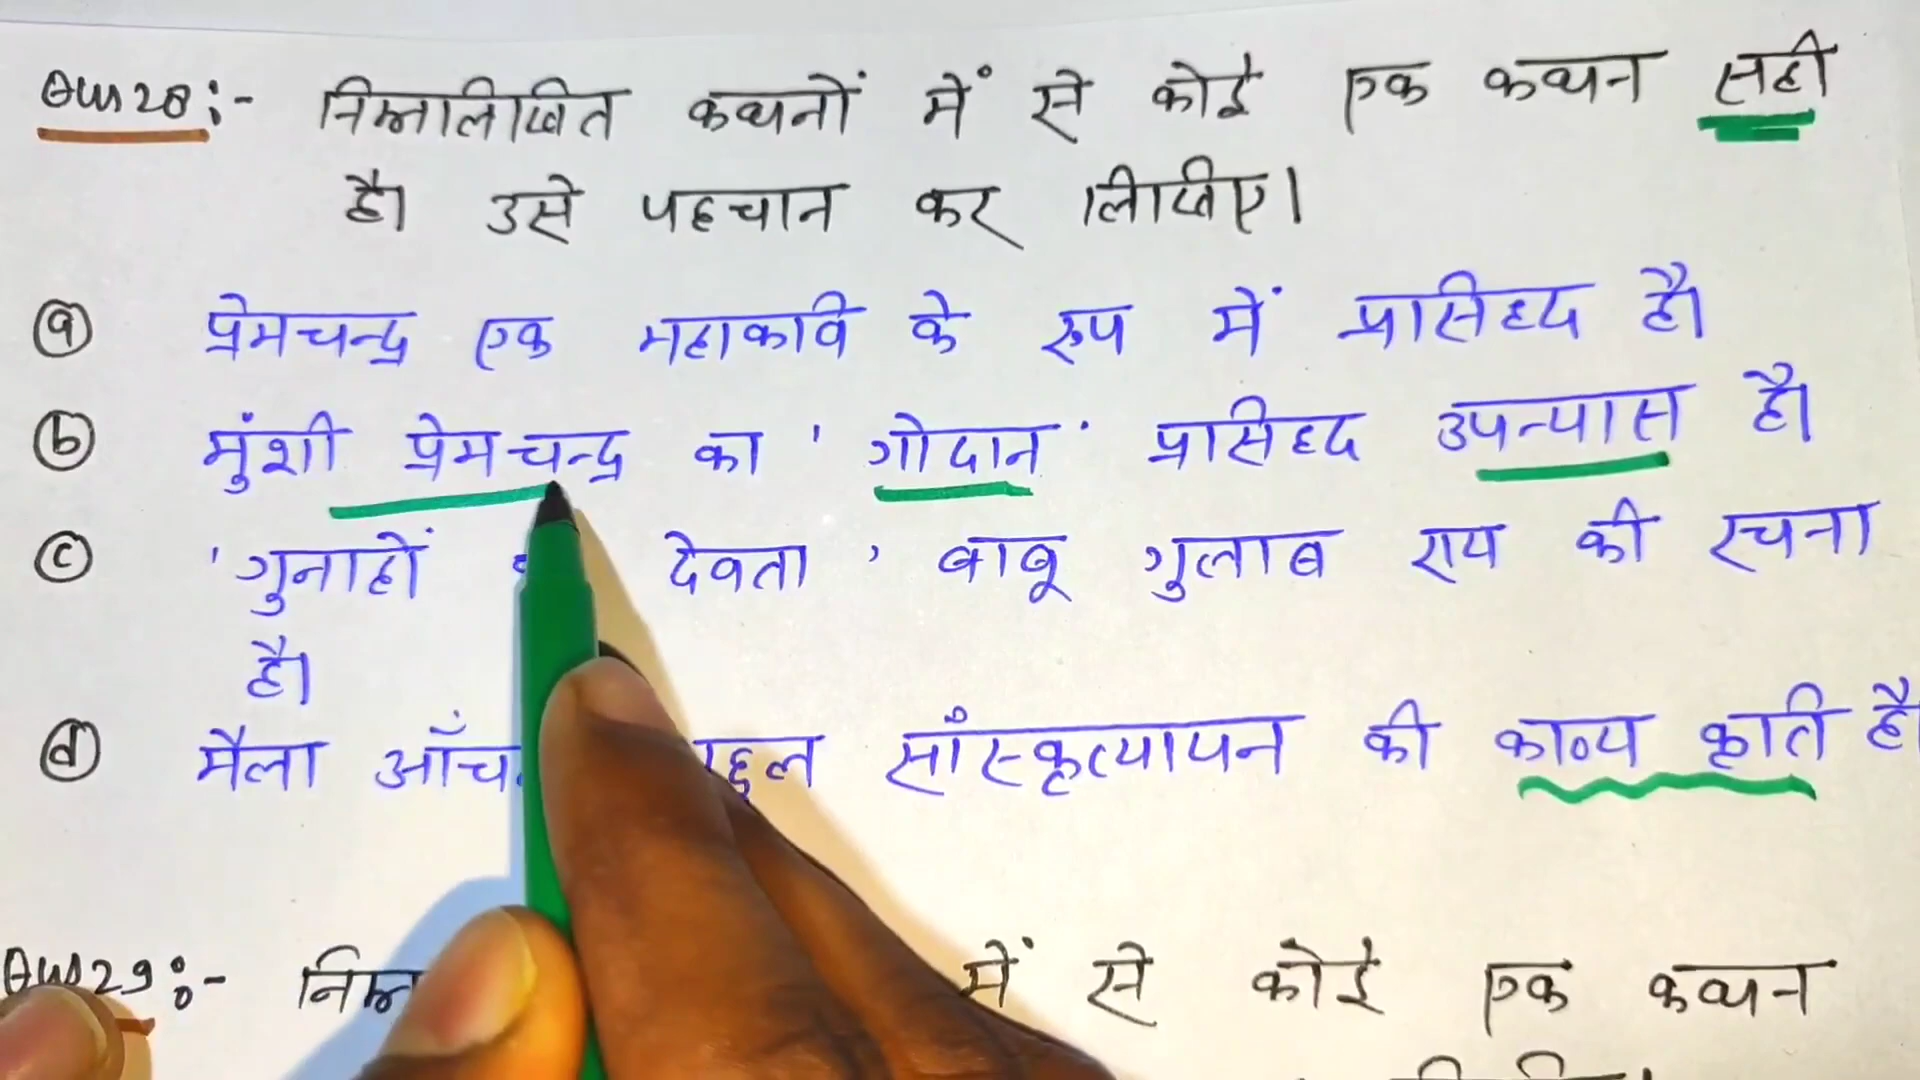 Qus 28:- निम्नलिखित कथनों में से कोई एक कथन सही
है। उसे पहचान कर लिखिए।
(a) प्रेमचन्द्र एक महाकवि के रूप में प्रसिद्ध है।
(b) मुंशी प्रेमचन्द्र का 'गोदान' प्रसिद्ध उपन्यास है।
(c) 'गुनाहों देवता' बाबू गुलाब राय की रचना
है।
(d) मैला साँस्कृत्यापन की काव्य कृति है।
Qus 29:- में से कोई एक कथन